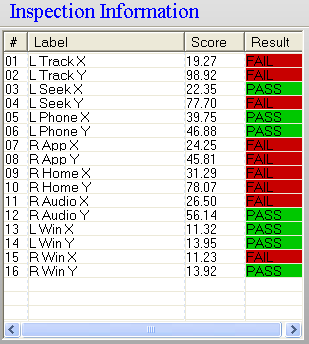 Inspection Information
# Label Score Result
01 L Track X 19.27 FAIL
02 L Track Y 98.92 FAIL
03 L Seek X 22.35 PASS
04 L Seek Y 77.70 FAIL
05 L Phone X 39.75 PASS
06 L Phone Y 46.88 PASS
07 R App X 24.25 FAIL
08 R App Y 45.81 FAIL
09 R Home X 31.29 FAIL
10 R Home Y 78.07 FAIL
11 R Audio X 26.50 FAIL
12 R Audio Y 56.14 PASS
13 L Win X 11.32 PASS
14 L Win Y 13.95 PASS
15 R Win X 11.23 FAIL
16 R Win Y 13.92 PASS